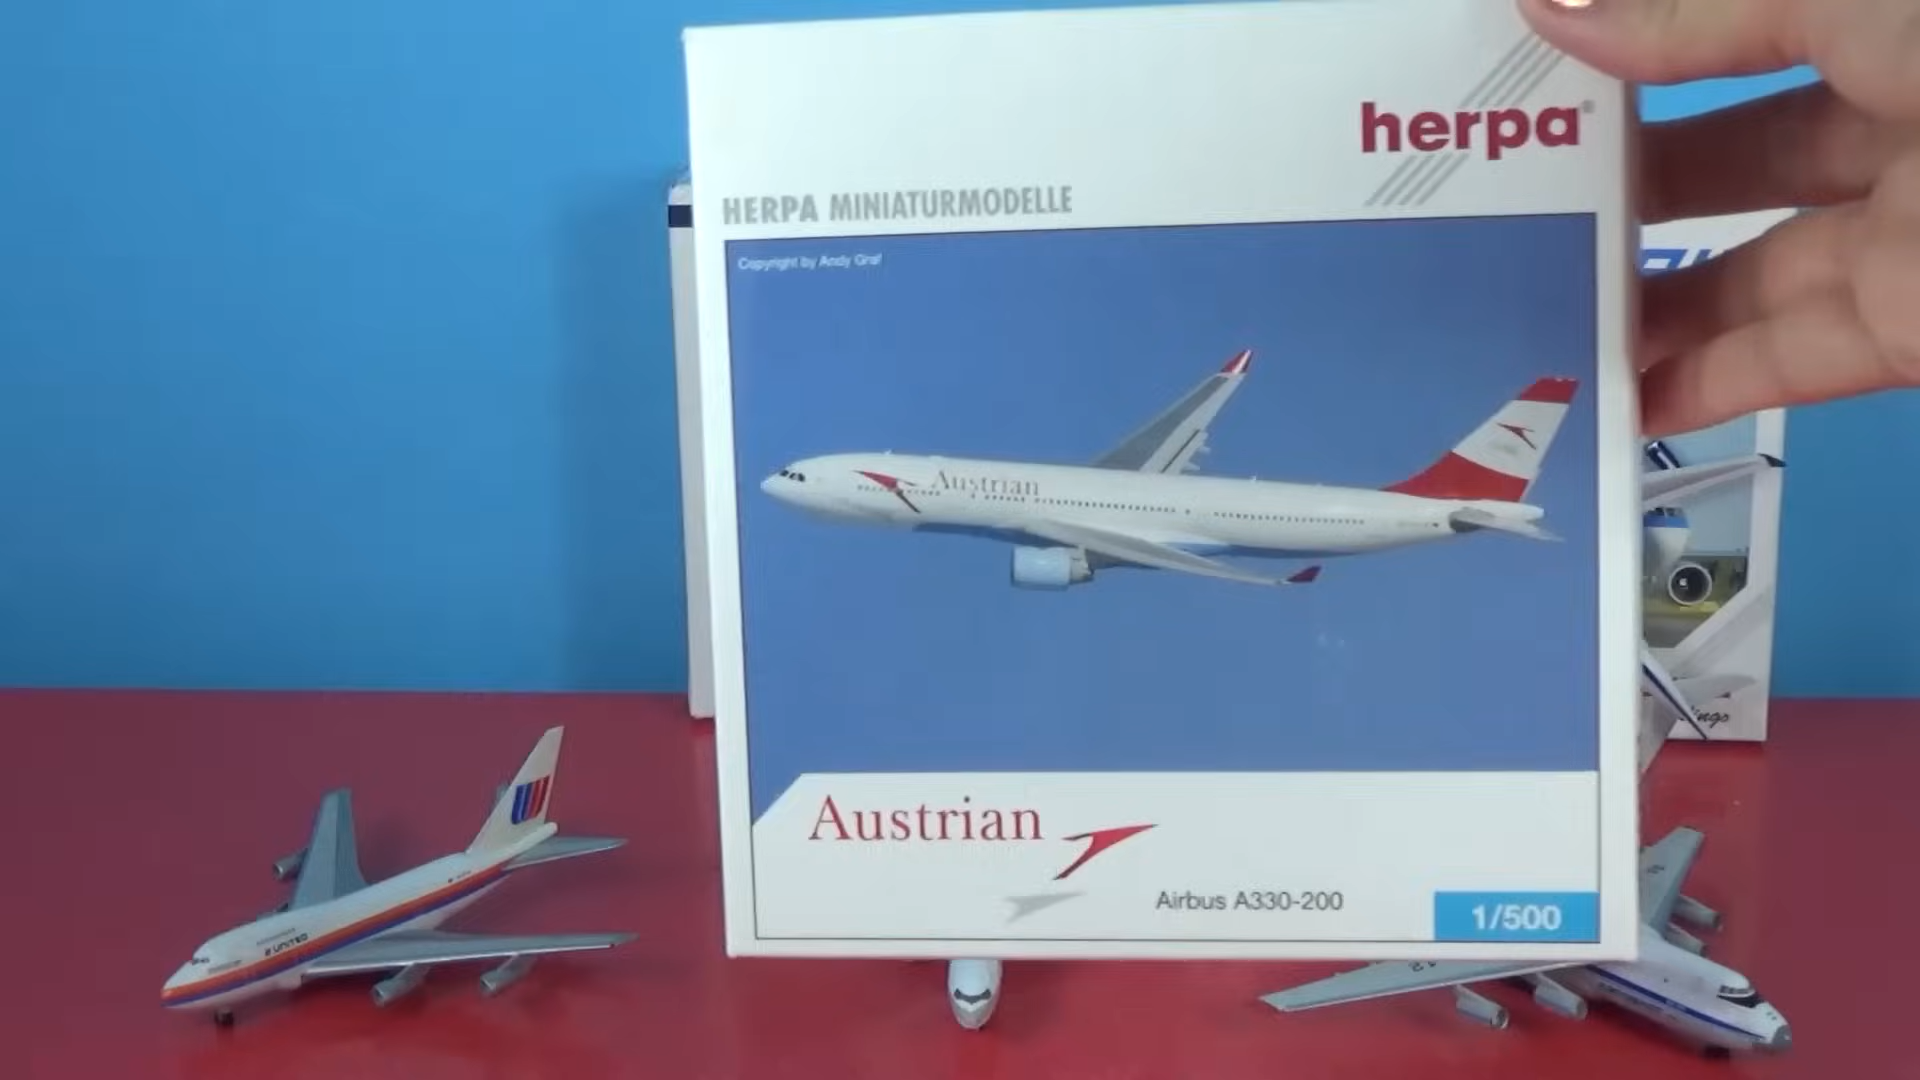 herpa®
HERPA MINIATURMODELLE
Copyright by Andy Graf
Austrian
Austrian
Airbus A330-200
1/500
UNITED